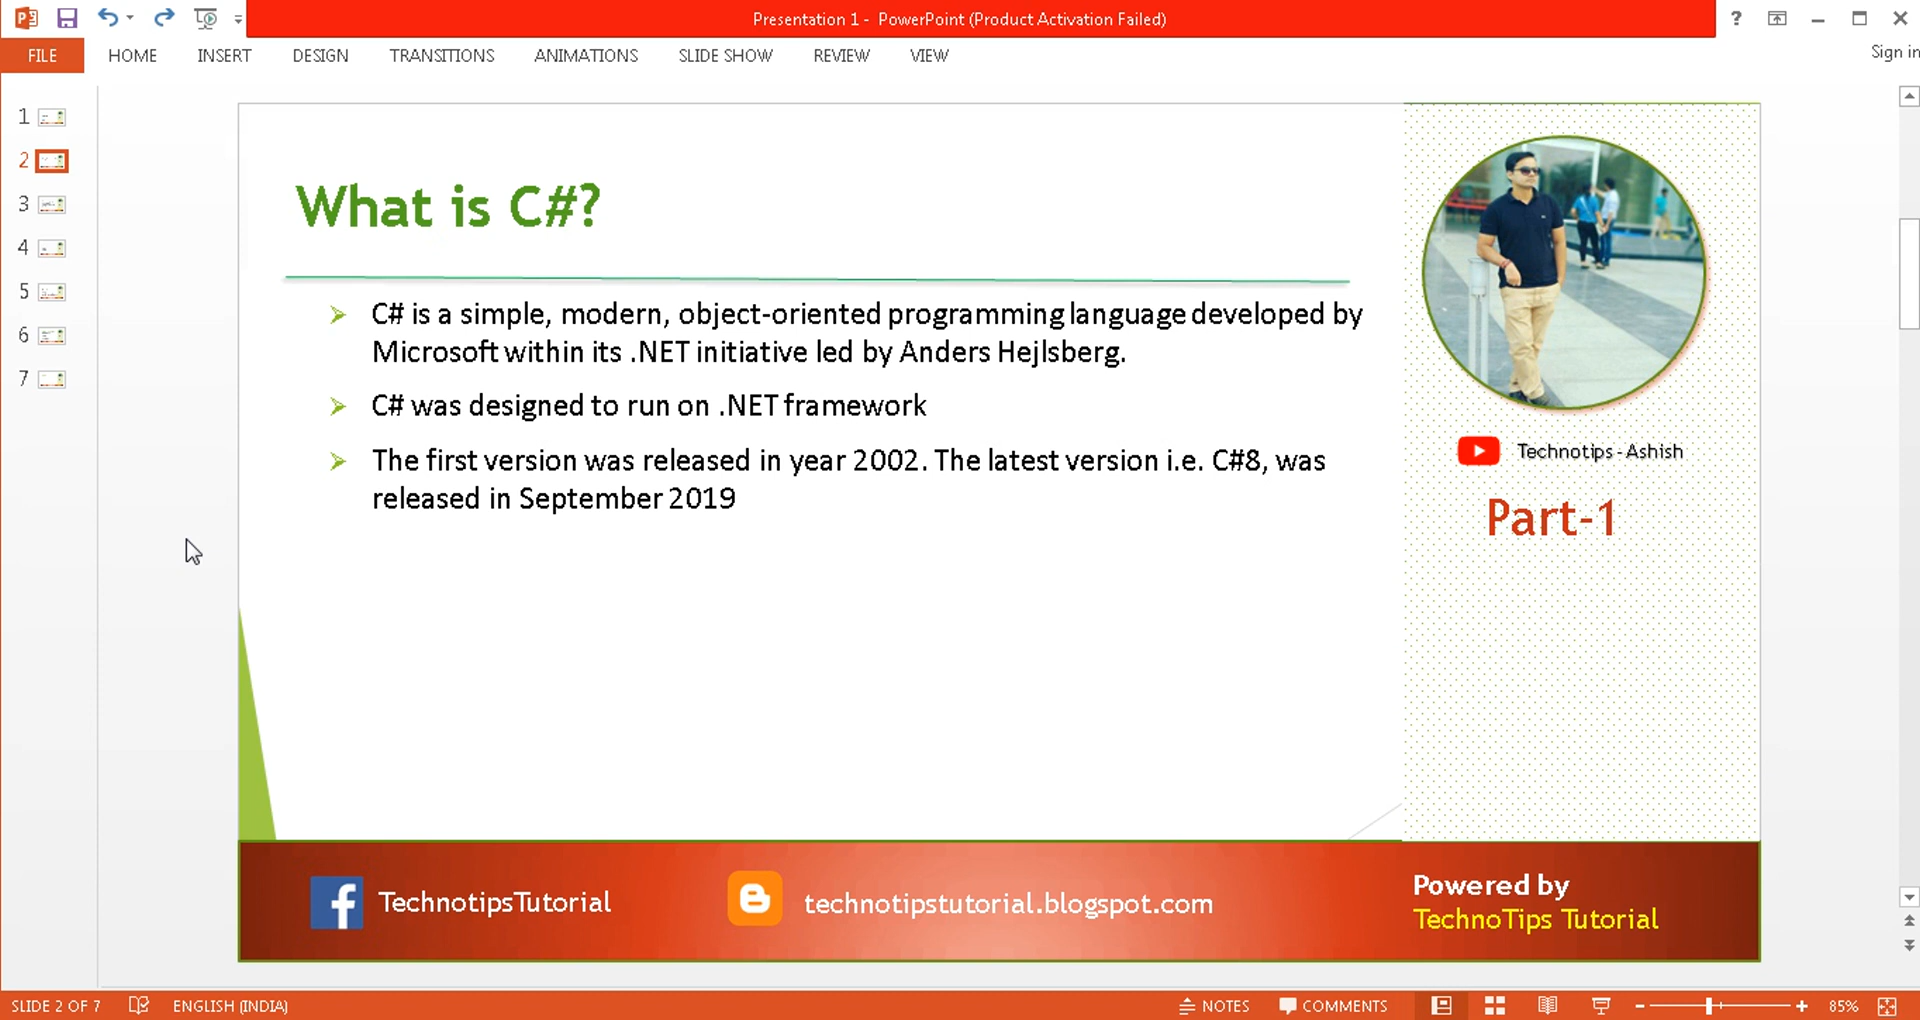 Presentation 1 - PowerPoint (Product Activation Failed)
?
FILE HOME INSERT DESIGN TRANSITIONS ANIMATIONS SLIDE SHOW REVIEW VIEW
Sign in
1
2
3
4
5
6
7
What is C#?
C# is a simple, modern, object-oriented programming language developed by
Microsoft within its .NET initiative led by Anders Hejlsberg.
C# was designed to run on .NET framework
The first version was released in year 2002. The latest version i.e. C#8, was
released in September 2019
Technotips - Ashish
Part-1
TechnotipsTutorial
technotipstutorial.blogspot.com
Powered by
TechnoTips Tutorial
SLIDE 2 OF 7 ENGLISH (INDIA) NOTES COMMENTS 85%